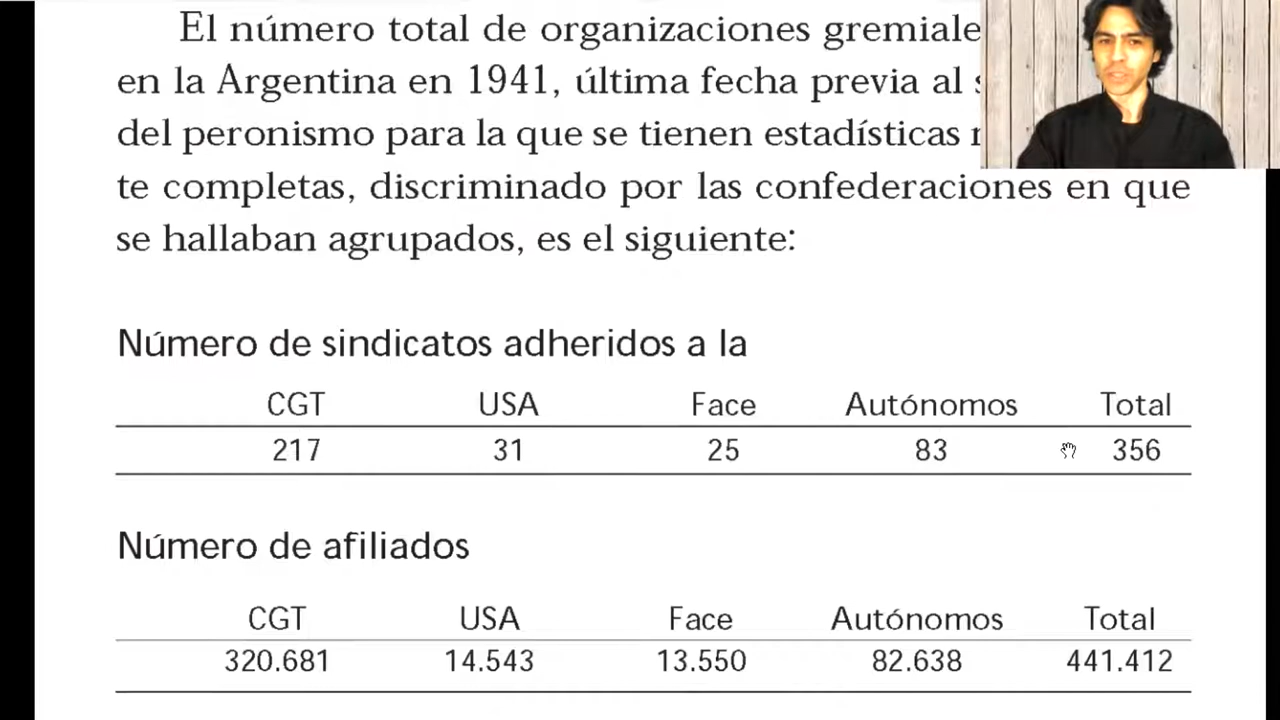 El número total de organizaciones gremiale
en la Argentina en 1941, última fecha previa al
del peronismo para la que se tienen estadísticas
te completas, discriminado por las confederaciones en que
se hallaban agrupados, es el siguiente:
Número de sindicatos adheridos a la
CGT USA Face Autónomos Total
217 31 25 83 356
Número de afiliados
CGT USA Face Autónomos Total
320.681 14.543 13.550 82.638 441.412